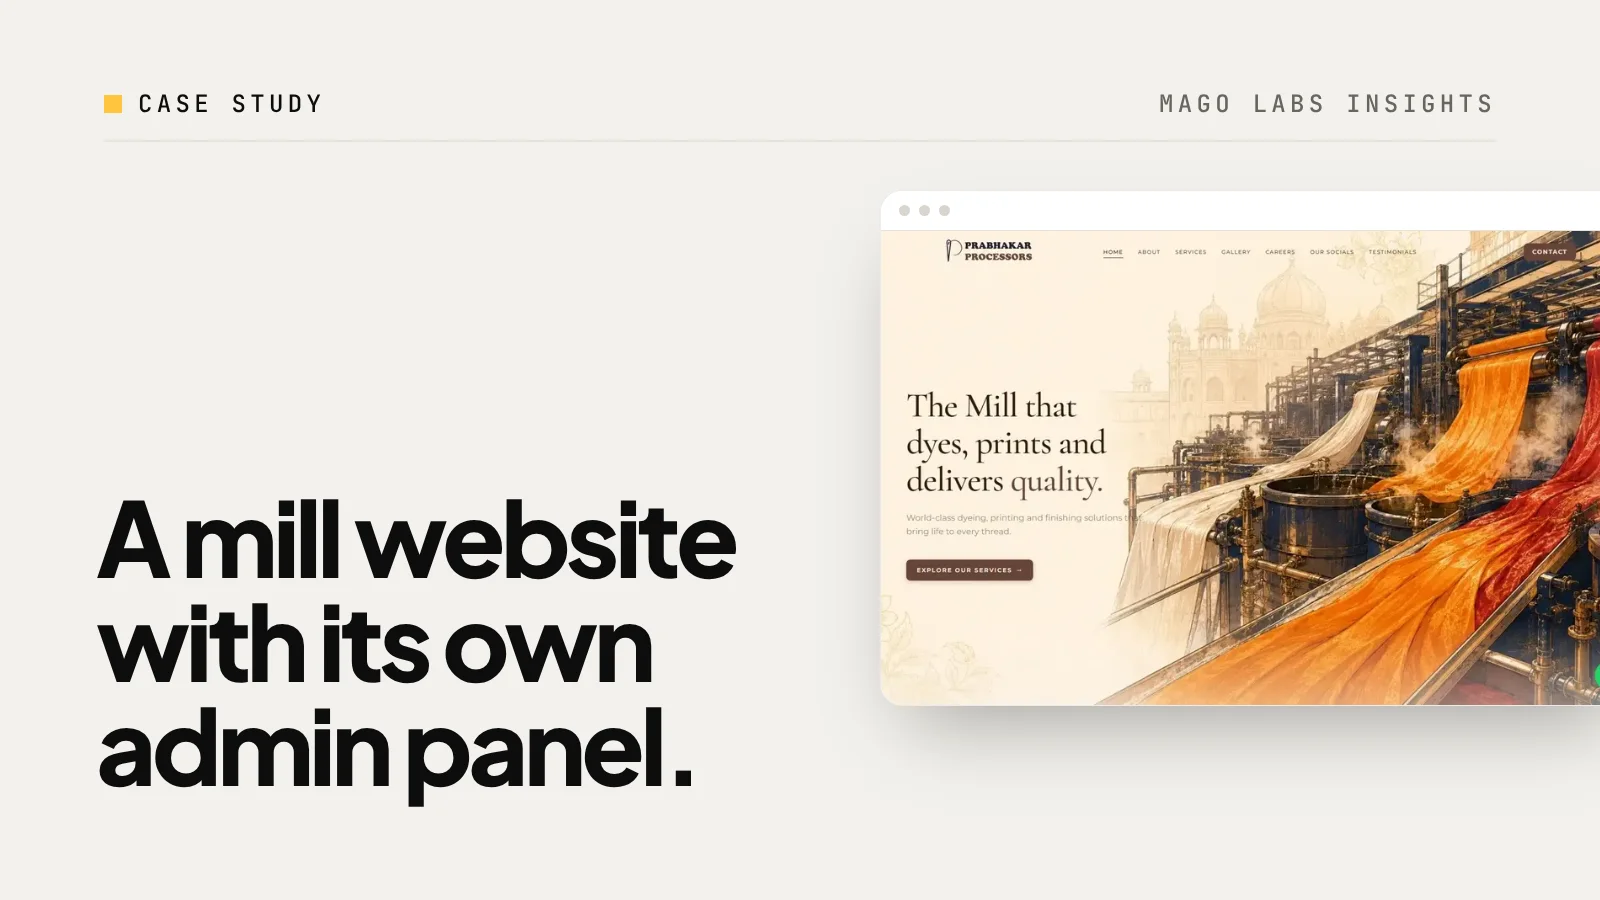 CASE STUDY
MAGO LABS INSIGHTS
PRABHAKAR
PROCESSORS
HOME ABOUT SERVICES GALLERY CAREERS OUR SOCIALS TESTIMONIALS CONTACT
The Mill that
dyes, prints and
delivers quality.
World-class dyeing, printing and finishing solutions that
bring life to every thread.
EXPLORE OUR SERVICES →
A mill website
with its own
admin panel.